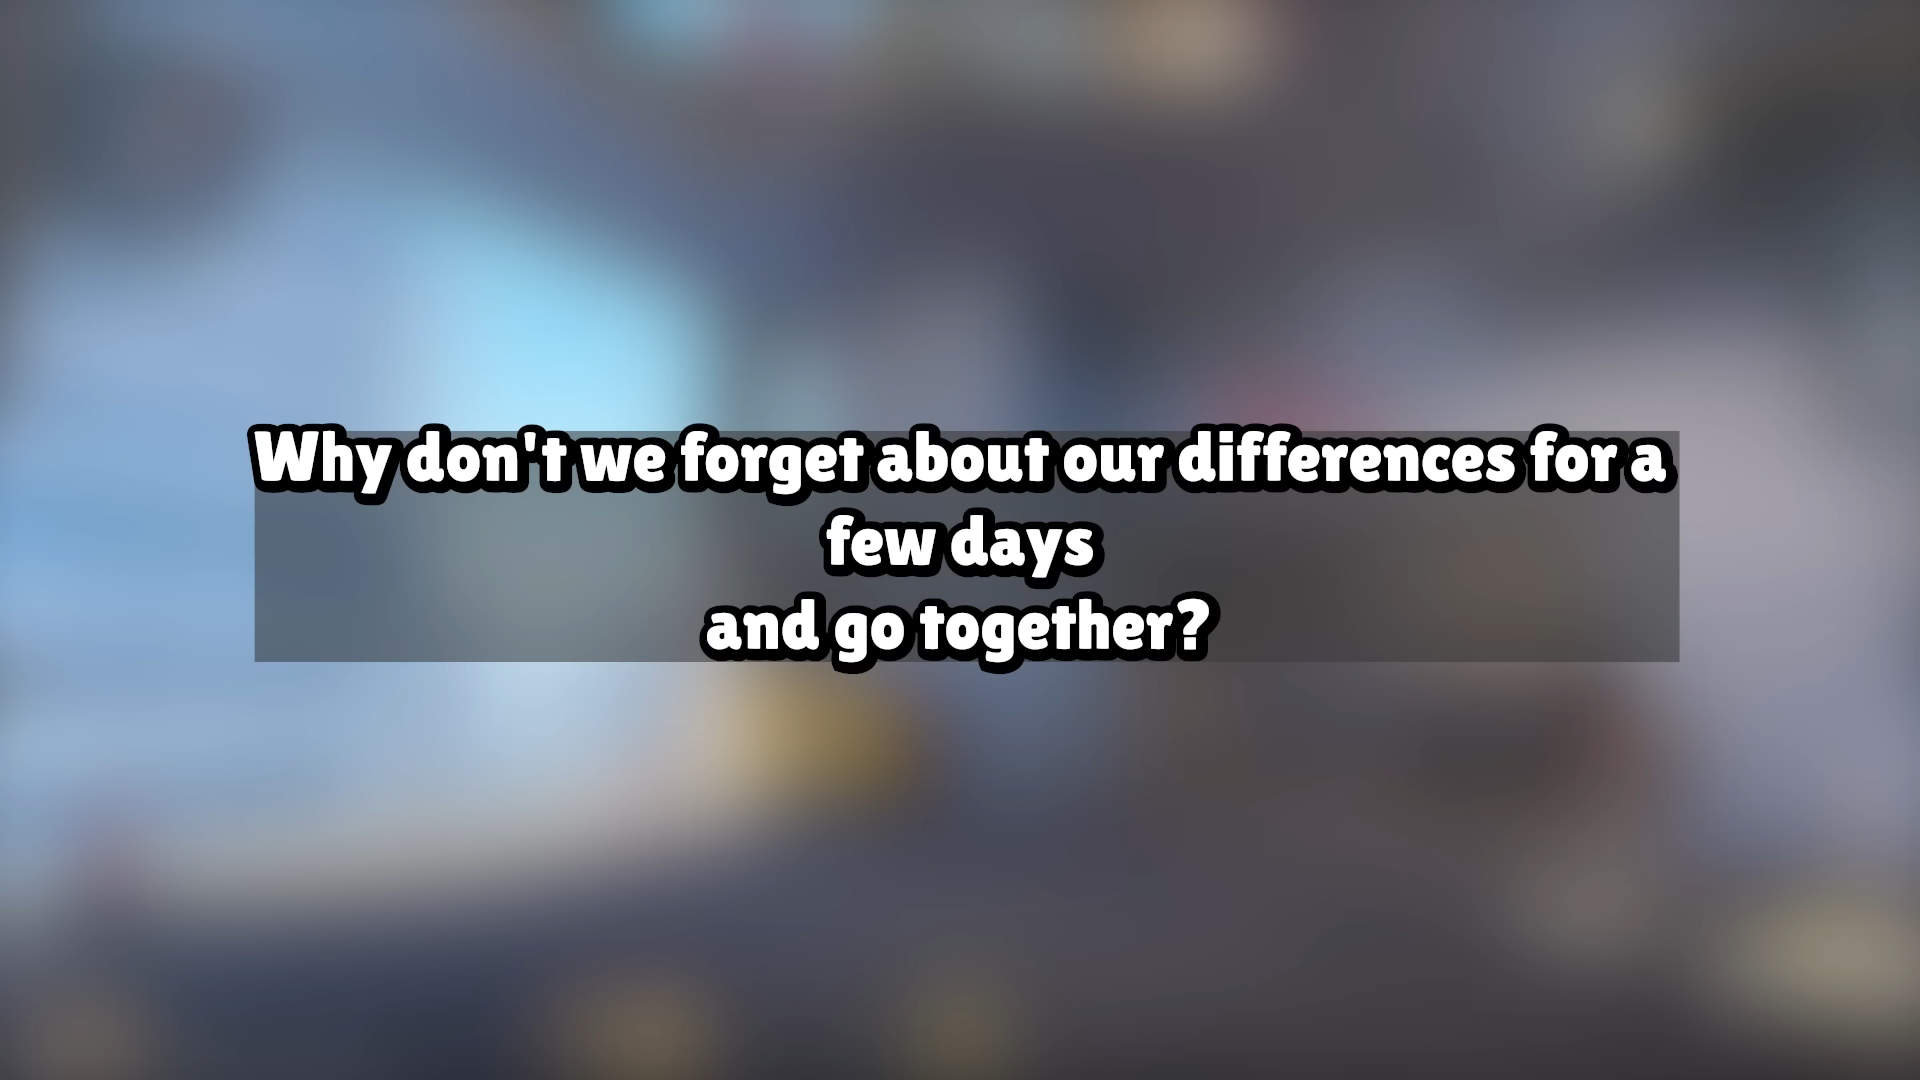 Why don't we forget about our differences for a
few days
and go together?